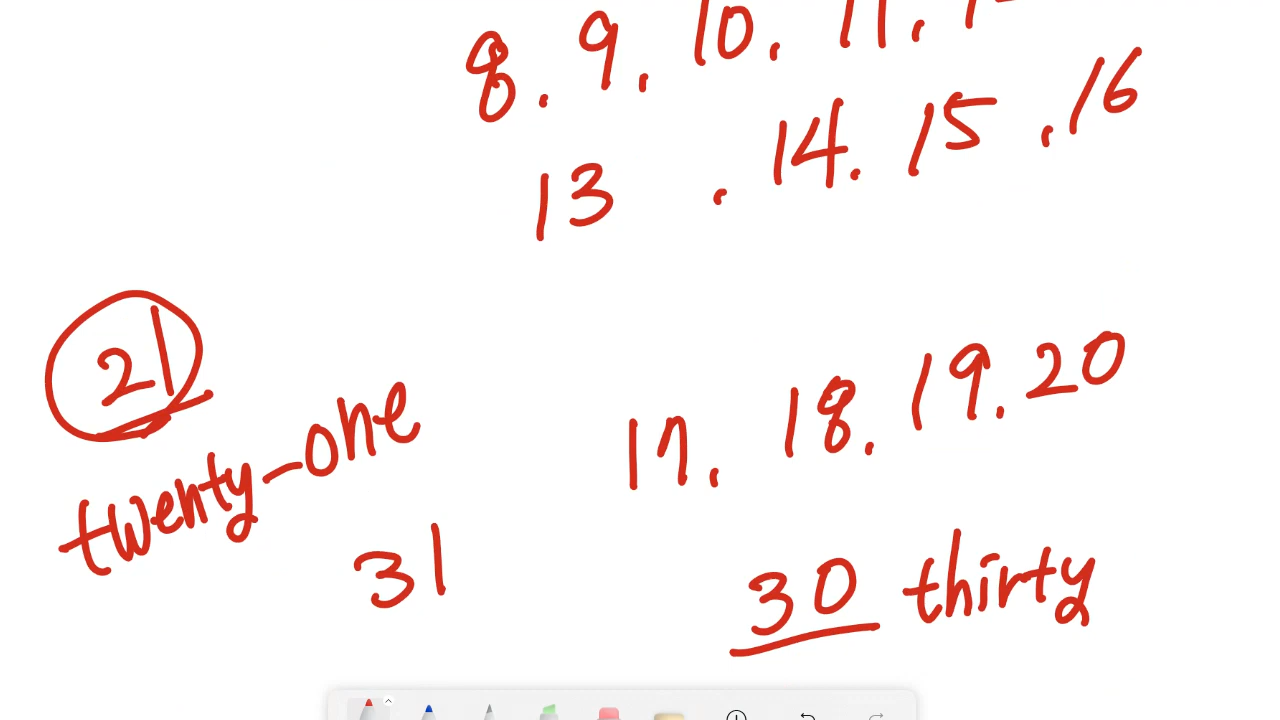 8. 9. 10. 11.
13 . 14. 15 . 16
21
twenty-one
17. 18. 19. 20
31
30 thirty